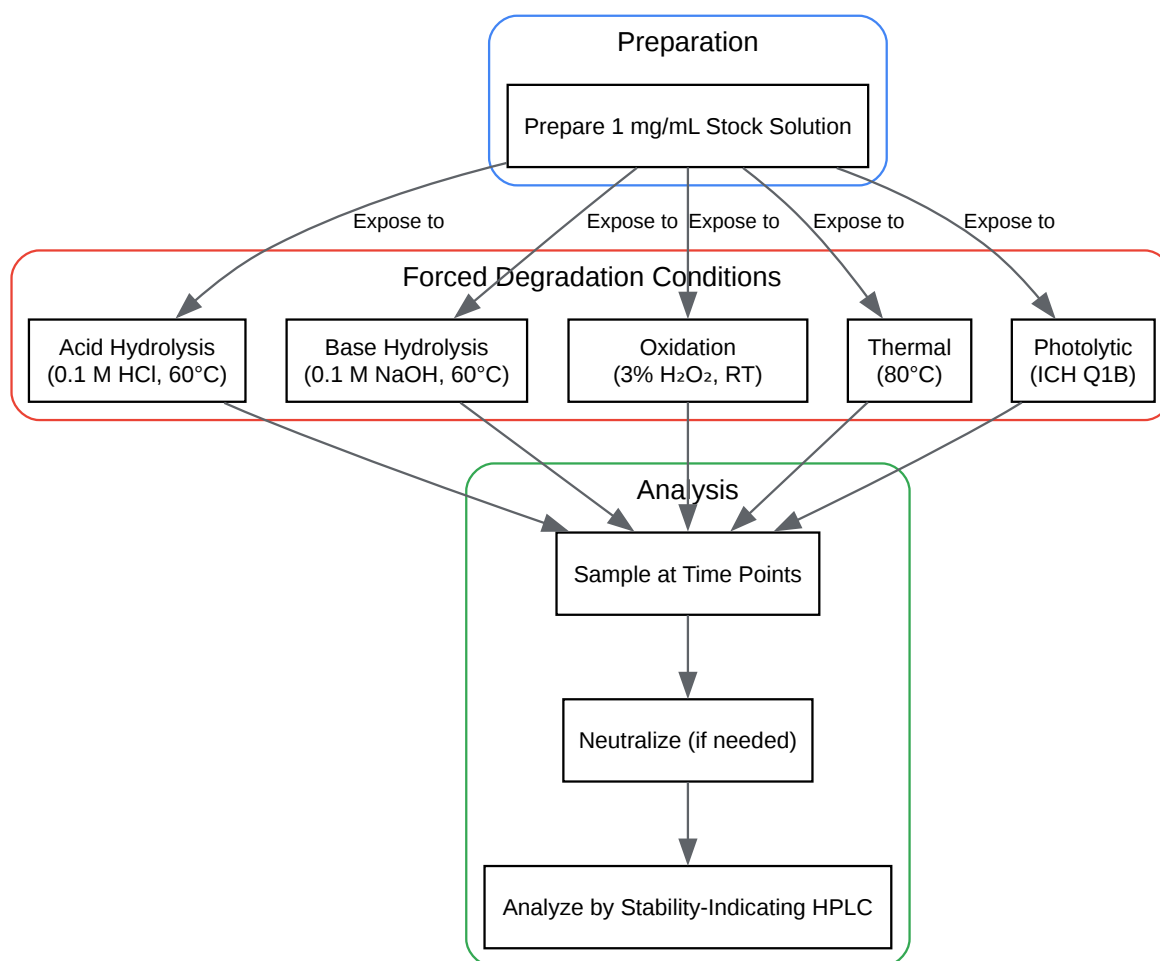 Preparation
Prepare 1 mg/mL Stock Solution
Expose to
Expose to
Expose to
Expose to
Expose to
Forced Degradation Conditions
Acid Hydrolysis
(0.1 M HCl, 60°C)
Base Hydrolysis
(0.1 M NaOH, 60°C)
Oxidation
(3% H₂O₂, RT)
Thermal
(80°C)
Photolytic
(ICH Q1B)
Analysis
Sample at Time Points
Neutralize (if needed)
Analyze by Stability-Indicating HPLC